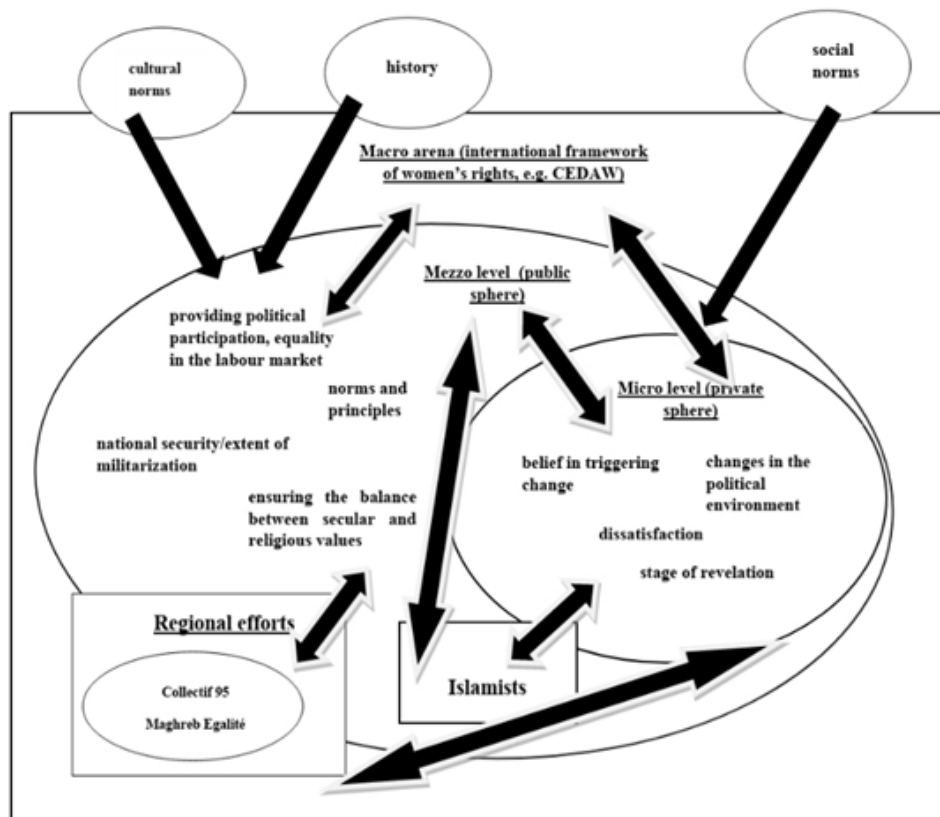 cultural
norms
history
social
norms
Macro arena (international framework
of women's rights, e.g. CEDAW)
Mezzo level (public
sphere)
providing political
participation, equality
in the labour market
norms and
principles
Micro level (private
sphere)
national security/extent of
militarization
belief in triggering
change
changes in the
political
environment
ensuring the balance
between secular and
religious values
dissatisfaction
stage of revelation
Regional efforts
Collectif 95
Maghreb Egalité
Islamists